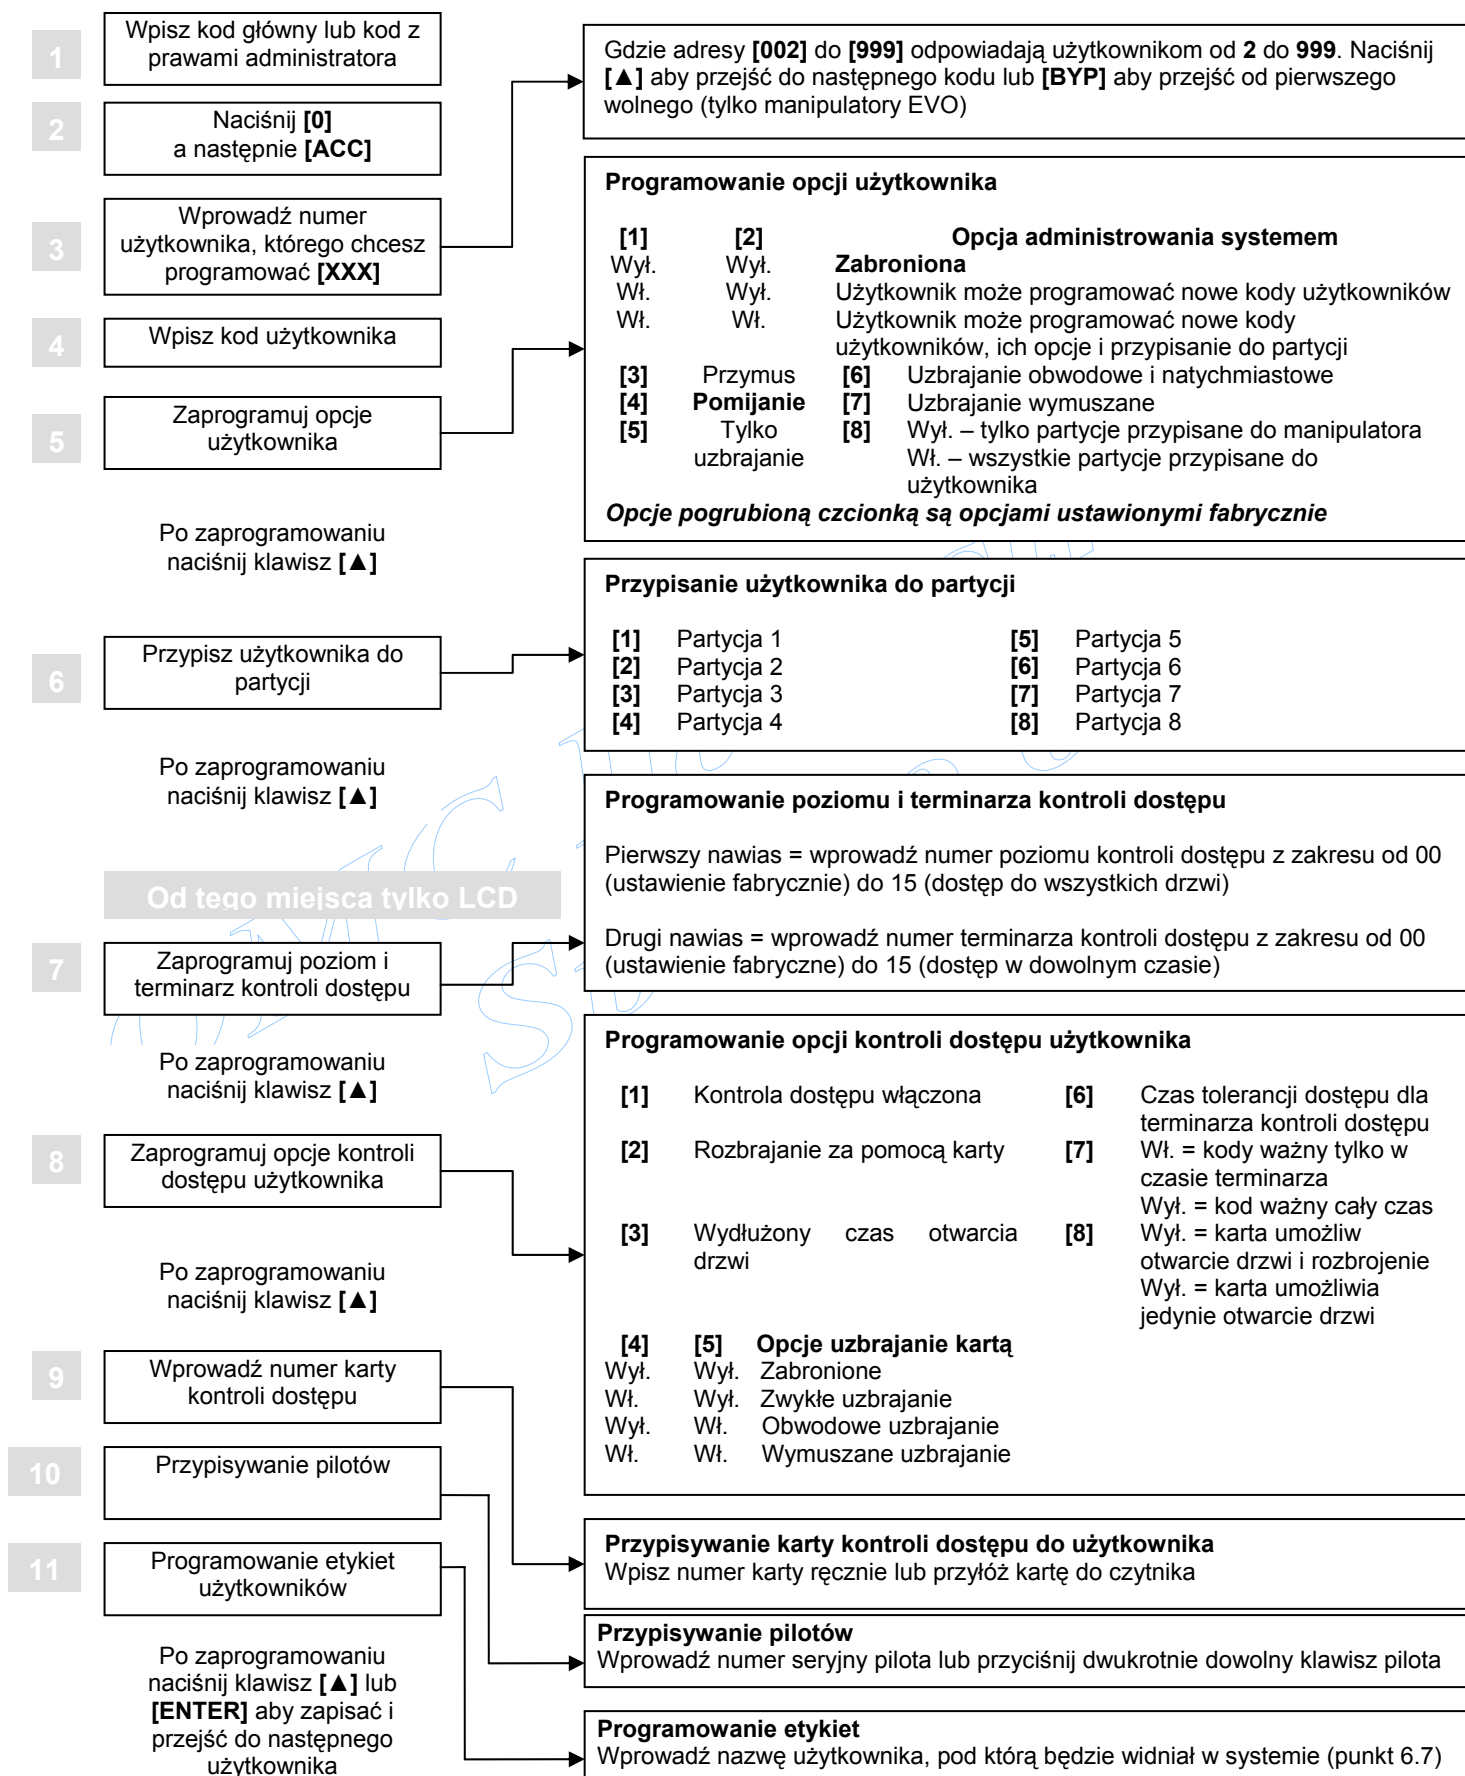 1
Wpisz kod główny lub kod z
prawami administratora
Gdzie adresy [002] do [999] odpowiadają użytkownikom od 2 do 999. Naciśnij
[▲] aby przejść do następnego kodu lub [BYP] aby przejść od pierwszego
wolnego (tylko manipulatory EVO)
2
Naciśnij [0]
a następnie [ACC]
3
Wprowadź numer
użytkownika, którego chcesz
programować [XXX]
Programowanie opcji użytkownika
[1] [2] Opcja administrowania systemem
Wył. Wył. Zabroniona
Wł. Wył. Użytkownik może programować nowe kody użytkowników
Wł. Wł. Użytkownik może programować nowe kody
użytkowników, ich opcje i przypisanie do partycji
[3] Przymus [6] Uzbrajanie obwodowe i natychmiastowe
[4] Pomijanie [7] Uzbrajanie wymuszane
[5] Tylko [8] Wył. – tylko partycje przypisane do manipulatora
uzbrajanie Wł. – wszystkie partycje przypisane do
użytkownika
Opcje pogrubioną czcionką są opcjami ustawionymi fabrycznie
4
Wpisz kod użytkownika
5
Zaprogramuj opcje
użytkownika
Po zaprogramowaniu
naciśnij klawisz [▲]
Przypisanie użytkownika do partycji
[1] Partycja 1 [5] Partycja 5
[2] Partycja 2 [6] Partycja 6
[3] Partycja 3 [7] Partycja 7
[4] Partycja 4 [8] Partycja 8
6
Przypisz użytkownika do
partycji
Po zaprogramowaniu
naciśnij klawisz [▲]
Programowanie poziomu i terminarza kontroli dostępu
Pierwszy nawias = wprowadź numer poziomu kontroli dostępu z zakresu od 00
(ustawienie fabrycznie) do 15 (dostęp do wszystkich drzwi)
Drugi nawias = wprowadź numer terminarza kontroli dostępu z zakresu od 00
(ustawienie fabryczne) do 15 (dostęp w dowolnym czasie)
Od tego miejsca tylko LCD
7
Zaprogramuj poziom i
terminarz kontroli dostępu
Po zaprogramowaniu
naciśnij klawisz [▲]
Programowanie opcji kontroli dostępu użytkownika
[1] Kontrola dostępu włączona [6] Czas tolerancji dostępu dla
terminarza kontroli dostępu
[2] Rozbrajanie za pomocą karty [7] Wł. = kody ważny tylko w
czasie terminarza
Wył. = kod ważny cały czas
[3] Wydłużony czas otwarcia [8] Wył. = karta umożliw
drzwi otwarcie drzwi i rozbrojenie
Wył. = karta umożliwia
jedynie otwarcie drzwi
[4] [5] Opcje uzbrajanie kartą
Wył. Wył. Zabronione
Wł. Wył. Zwykłe uzbrajanie
Wył. Wł. Obwodowe uzbrajanie
Wł. Wł. Wymuszane uzbrajanie
8
Zaprogramuj opcje kontroli
dostępu użytkownika
Po zaprogramowaniu
naciśnij klawisz [▲]
9
Wprowadź numer karty
kontroli dostępu
10
Przypisywanie pilotów
11
Programowanie etykiet
użytkowników
Przypisywanie karty kontroli dostępu do użytkownika
Wpisz numer karty ręcznie lub przyłóż kartę do czytnika
Przypisywanie pilotów
Wprowadź numer seryjny pilota lub przyciśnij dwukrotnie dowolny klawisz pilota
Po zaprogramowaniu
naciśnij klawisz [▲] lub
[ENTER] aby zapisać i
przejść do następnego
użytkownika
Programowanie etykiet
Wprowadź nazwę użytkownika, pod którą będzie widniał w systemie (punkt 6.7)